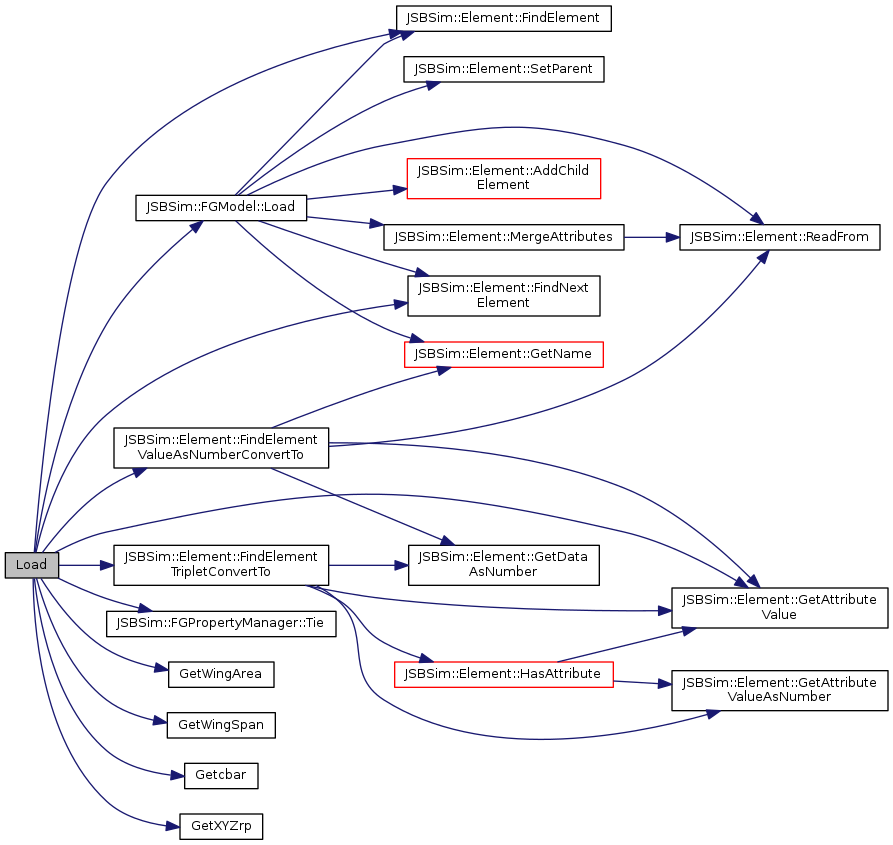 JSBSim::Element::FindElement
JSBSim::Element::SetParent
JSBSim::Element::AddChild
Element
JSBSim::FGModel::Load
JSBSim::Element::MergeAttributes
JSBSim::Element::ReadFrom
JSBSim::Element::FindNext
Element
JSBSim::Element::GetName
JSBSim::Element::FindElement
ValueAsNumberConvertTo
Load
JSBSim::Element::FindElement
TripletConvertTo
JSBSim::Element::GetData
AsNumber
JSBSim::Element::GetAttribute
Value
JSBSim::FGPropertyManager::Tie
GetWingArea
JSBSim::Element::HasAttribute
JSBSim::Element::GetAttribute
ValueAsNumber
GetWingSpan
Getcbar
GetXYZrp